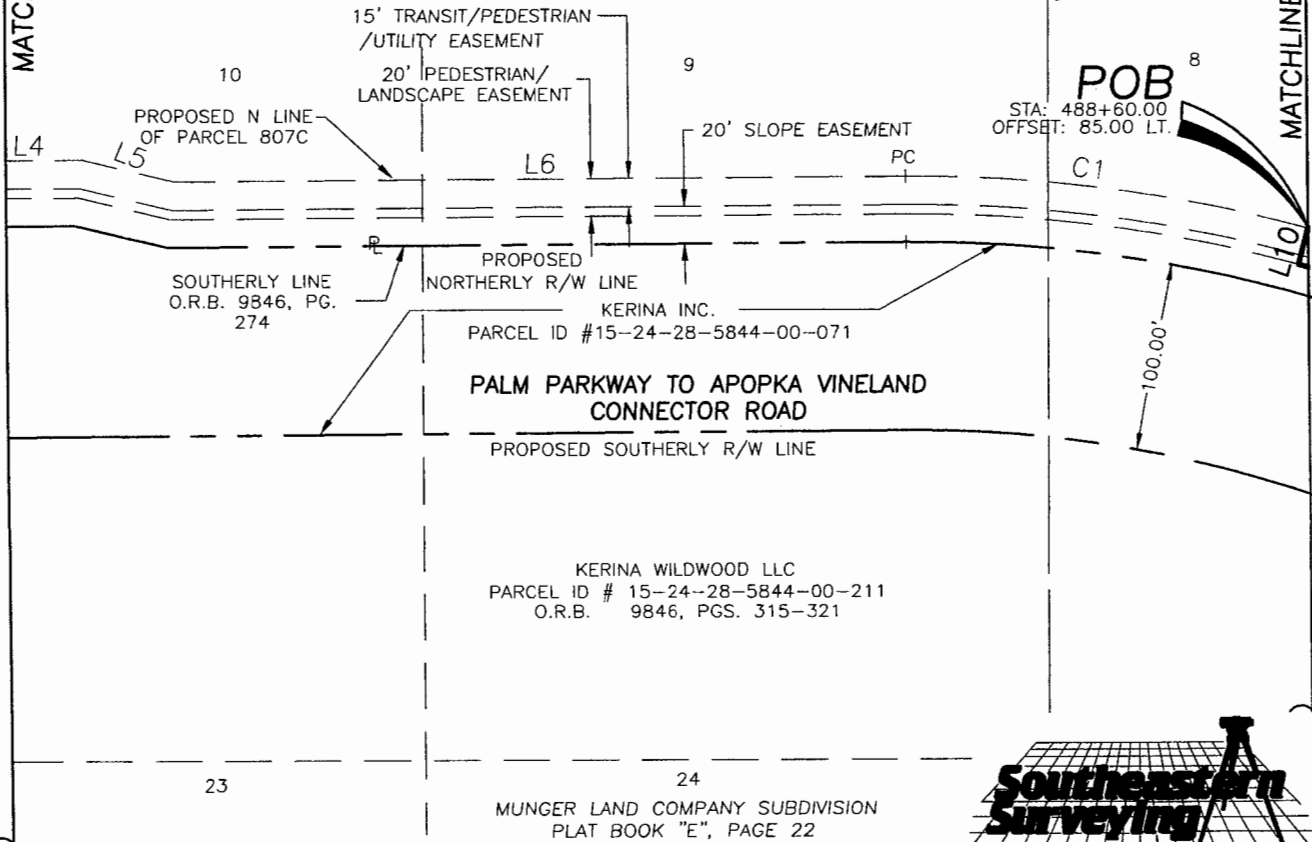 MATC
15' TRANSIT/PEDESTRIAN
/UTILITY EASEMENT
10
20' PEDESTRIAN/
LANDSCAPE EASEMENT
9
8
MATCHLINE
POB
STA: 488+60.00
OFFSET: 85.00 LT.
PROPOSED N LINE
OF PARCEL 807C
20' SLOPE EASEMENT
L4
L5
L6
PC
C1
L10
PL
SOUTHERLY LINE
O.R.B. 9846, PG.
274
PROPOSED
NORTHERLY R/W LINE
KERINA INC.
PARCEL ID #15-24-28-5844-00-071
100.00'
PALM PARKWAY TO APOPKA VINELAND
CONNECTOR ROAD
PROPOSED SOUTHERLY R/W LINE
KERINA WILDWOOD LLC
PARCEL ID # 15-24-28-5844-00-211
O.R.B. 9846, PGS. 315-321
23
24
MUNGER LAND COMPANY SUBDIVISION
PLAT BOOK "E", PAGE 22
Southeastern
Surveying